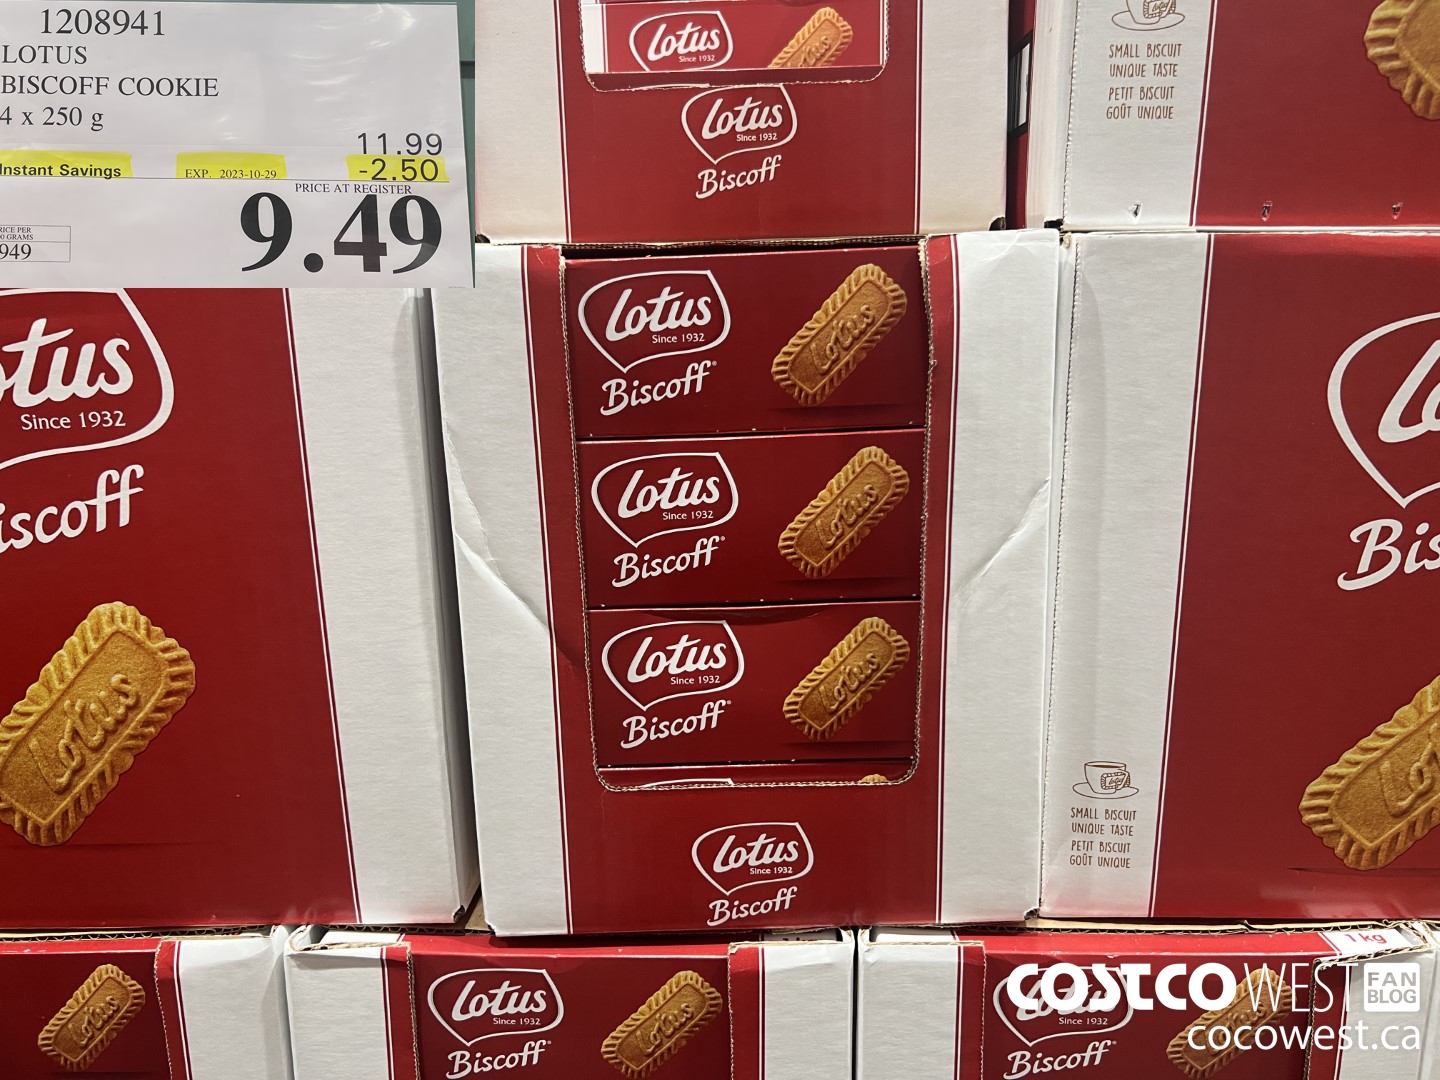 1208941
LOTUS
BISCOFF COOKIE
4 x 250 g
11.99
Instant Savings
EXP. 2023-10-29
-2.50
PRICE AT REGISTER
9.49
949
Lotus
Since 1932
Lotus
Since 1932
Biscoff
SMALL BISCUIT
UNIQUE TASTE
PETIT BISCUIT
GOÛT UNIQUE
Lotus
Since 1932
Biscoff
Lotus
Lotus
Since 1932
Biscoff
Lotus
Lotus
Since 1932
Biscoff
Lotus
otus
Since 1932
iscoff
Lotus
Lotus
Since 1932
Biscoff
Bis
SMALL BISCUIT
UNIQUE TASTE
PETIT BISCUIT
GOÛT UNIQUE
Lotus
Since 1932
Biscoff
Lotus
1 kg
Lotus
Since 1932
Biscoff
COSTCO WEST
FAN
BLOG
cocowest.ca